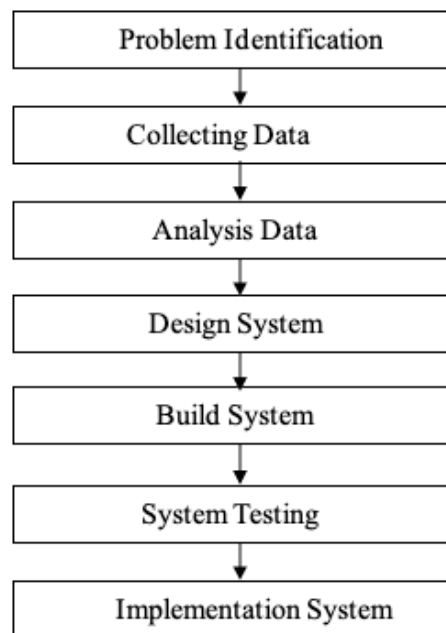 Problem Identification
Collecting Data
Analysis Data
Design System
Build System
System Testing
Implementation System